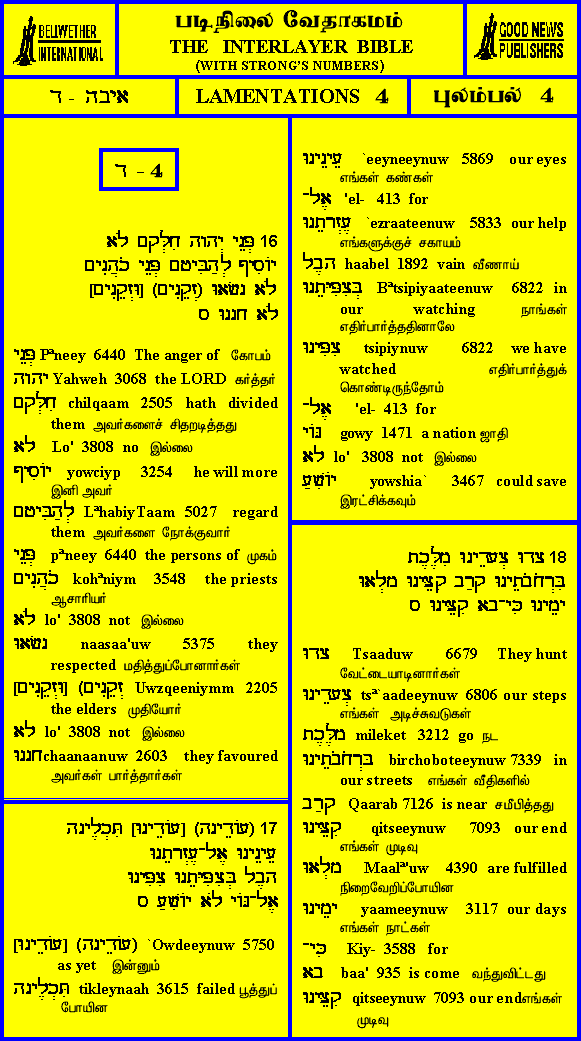 BELLWETHER
INTERNATIONAL
படிநிலை வேதாகமம்
THE INTERLAYER BIBLE
(WITH STRONG'S NUMBERS)
GOOD NEWS
PUBLISHERS
איכה - ד
LAMENTATIONS 4
புலம்பல் 4
4 - ד
16 פְּנֵי יְהוָה חִלְּקָם לֹא
יוֹסִיף לְהַבִּיטָם פְּנֵי כֹהֲנִים
לֹא נָשָׂאוּ (זְקֵנִים) [וּזְקֵנִים]
לֹא חָנָנוּ ס
פְּנֵי Pªneey 6440 The anger of கோபம்
יהוה Yahweh 3068 the LORD கர்த்தர்
חִלְּקָם chilqaam 2505 hath divided
them அவர்களைச் சிதறடித்தது
לֹא Lo' 3808 no இல்லை
יוֹסִיף yowciyp 3254 he will more
இனி அவர்
לְהַבִּיטָם LªhabiyTaam 5027 regard
them அவர்களை நோக்குவார்
פְּנֵי pªneey 6440 the persons of முகம்
כֹהֲנִים kohªniym 3548 the priests
ஆசாரியர்
לֹא lo' 3808 not இல்லை
נָשָׂאוּ naasaa'uw 5375 they
respected மதித்துப்போனார்கள்
זְקֵנִים) [וּזְקֵנִים]) Uwzqeeniymm 2205
the elders முதியோர்
לֹא lo' 3808 not இல்லை
חָנָנוּ chaanaanuw 2603 they favoured
அவர்கள் பார்த்தார்கள்
17 (עוֹדֵינָה) [עוֹדֵינוּ] תִּכְלֶינָה
עֵינֵינוּ אֶל־עֶזְרָתֵנוּ
הָבֶל בְּצִפִּיָּתֵנוּ צִפִּינוּ
אֶל־גּוֹי לֹא יוֹשִׁעַ ס
(עוֹדֵינָה) [עוֹדֵינוּ] `Owdeeynuw 5750
as yet இன்னும்
תִּכְלֶינָה tikleynaah 3615 failed பூத்துப்
போயின
עֵינֵינוּ `eeyneeynuw 5869 our eyes
எங்கள் கண்கள்
אֶל־ 'el- 413 for
עֶזְרָתֵנוּ `ezraateenuw 5833 our help
எங்களுக்குச் சகாயம்
הָבֶל haabel 1892 vain வீணாய்
בְּצִפִּיָּתֵנוּ Bªtsipiyaateenuw 6822 in
our watching நாங்கள்
எதிர்பார்த்ததினாலே
צִפִּינוּ tsipiynuw 6822 we have
watched எதிர்பார்த்துக்
கொண்டிருந்தோம்
אֶל־ 'el- 413 for
גּוֹי gowy 1471 a nation ஜாதி
לֹא lo' 3808 not இல்லை
יוֹשִׁעַ yowshia` 3467 could save
இரட்சிக்கவும்
18 צָדוּ צְעָדֵינוּ מִלֶּכֶת
בִּרְחֹבֹתֵינוּ קָרַב קִצֵּינוּ מָלְאוּ
יָמֵינוּ כִּי־בָא קִצֵּינוּ ס
צָדוּ Tsaaduw 6679 They hunt
வேட்டையாடினார்கள்
צְעָדֵינוּ tsª`aadeeynuw 6806 our steps
எங்கள் அடிச்சுவடுகள்
מִלֶּכֶת mileket 3212 go நட
בִּרְחֹבֹתֵינוּ birchoboteeynuw 7339 in
our streets எங்கள் வீதிகளில்
קָרַב Qaarab 7126 is near சமீபித்தது
קִצֵּינוּ qitseeynuw 7093 our end
எங்கள் முடிவு
מָלְאוּ Maalª'uw 4390 are fulfilled
நிறைவேறிப்போயின
יָמֵינוּ yaameeynuw 3117 our days
எங்கள் நாட்கள்
כִּי־ Kiy- 3588 for
בָא baa' 935 is come வந்துவிட்டது
קִצֵּינוּ qitseeynuw 7093 our endஎங்கள்
முடிவு